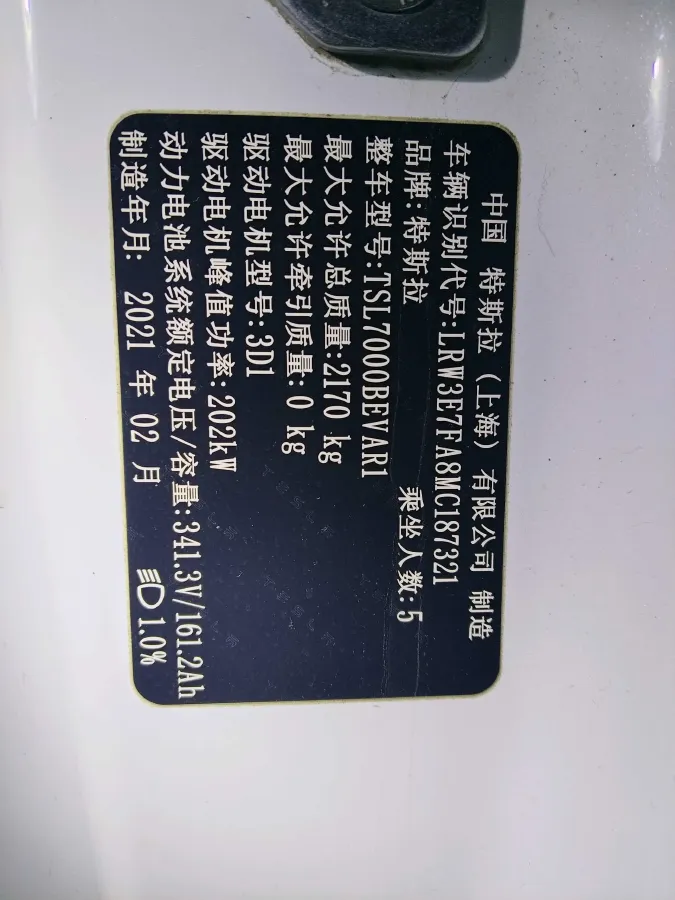 中国 特斯拉（上海）有限公司 制造
车辆识别代号:LRW3E7FA8MC187321
品牌:特斯拉 乘坐人数:5
整车型号:TSL7000BEVAR1
最大允许总质量:2170 kg
最大允许牵引质量:0 kg
驱动电机型号:3D1
驱动电机峰值功率:202kW
动力电池系统额定电压/容量:341.3V/161.2Ah
制造年月: 2021 年 02 月 1.0%